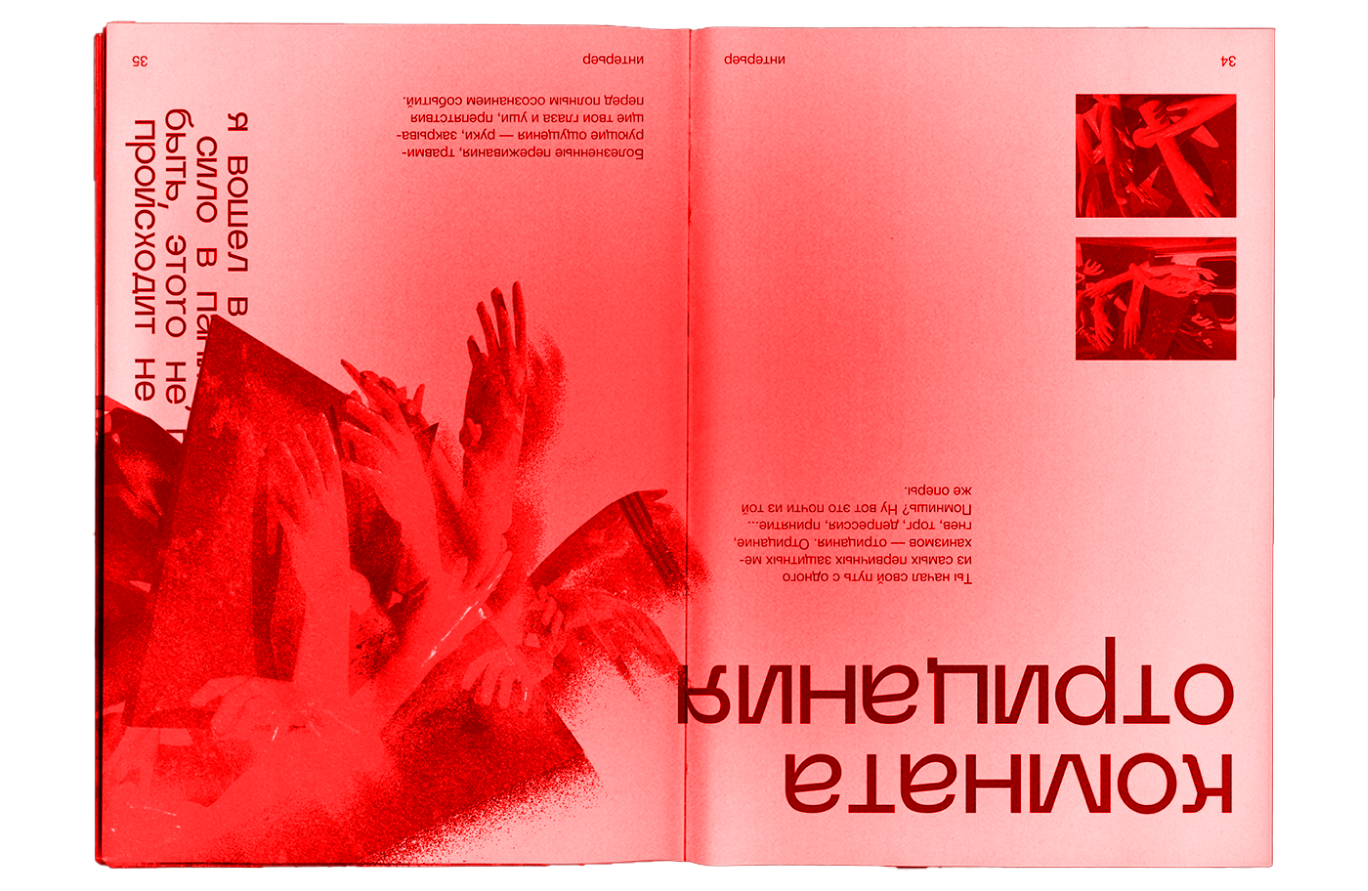 комната
отрицания
Ты начал свой путь с одного
из самых первичных защитных ме-
ханизмов — отрицания. Отрицание,
гнев, торг, депрессия, принятие...
Помнишь? Ну вот это почти из той
же оперы.
34
интерьер
я вошел в
сило в
быть, этого не,
происходит не
Болезненные переживания, травми-
рующие ощущения — руки, закрыва-
щие твои глаза и уши, препятствия
перед полным осознанием событий.
интерьер
35